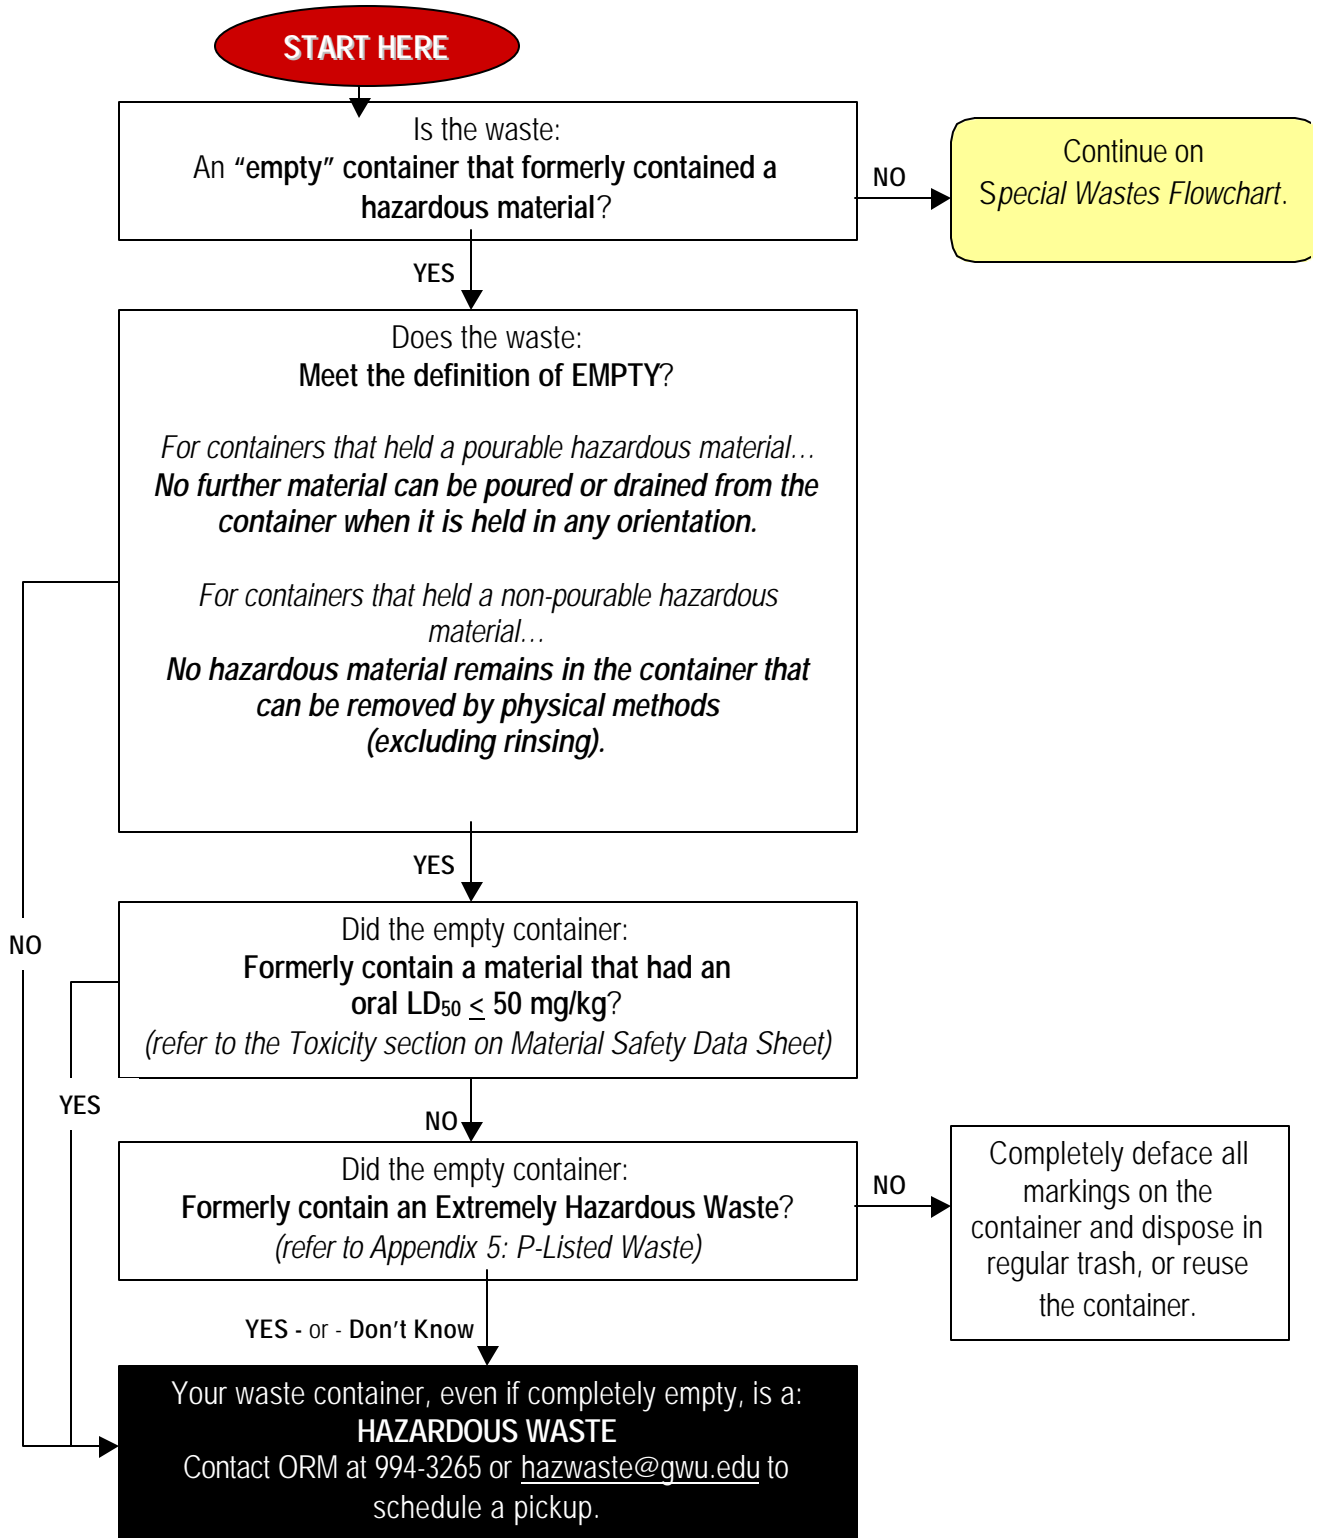 START HERE
Is the waste:
An “empty” container that formerly contained a
hazardous material?
NO
Continue on
Special Wastes Flowchart.
YES
Does the waste:
Meet the definition of EMPTY?
For containers that held a pourable hazardous material…
No further material can be poured or drained from the
container when it is held in any orientation.
For containers that held a non-pourable hazardous
material…
No hazardous material remains in the container that
can be removed by physical methods
(excluding rinsing).
YES
NO
Did the empty container:
Formerly contain a material that had an
oral LD50 ≤ 50 mg/kg?
(refer to the Toxicity section on Material Safety Data Sheet)
YES
NO
Did the empty container:
Formerly contain an Extremely Hazardous Waste?
(refer to Appendix 5: P-Listed Waste)
NO
Completely deface all
markings on the
container and dispose in
regular trash, or reuse
the container.
YES - or - Don’t Know
Your waste container, even if completely empty, is a:
HAZARDOUS WASTE
Contact ORM at 994-3265 or hazwaste@gwu.edu to
schedule a pickup.